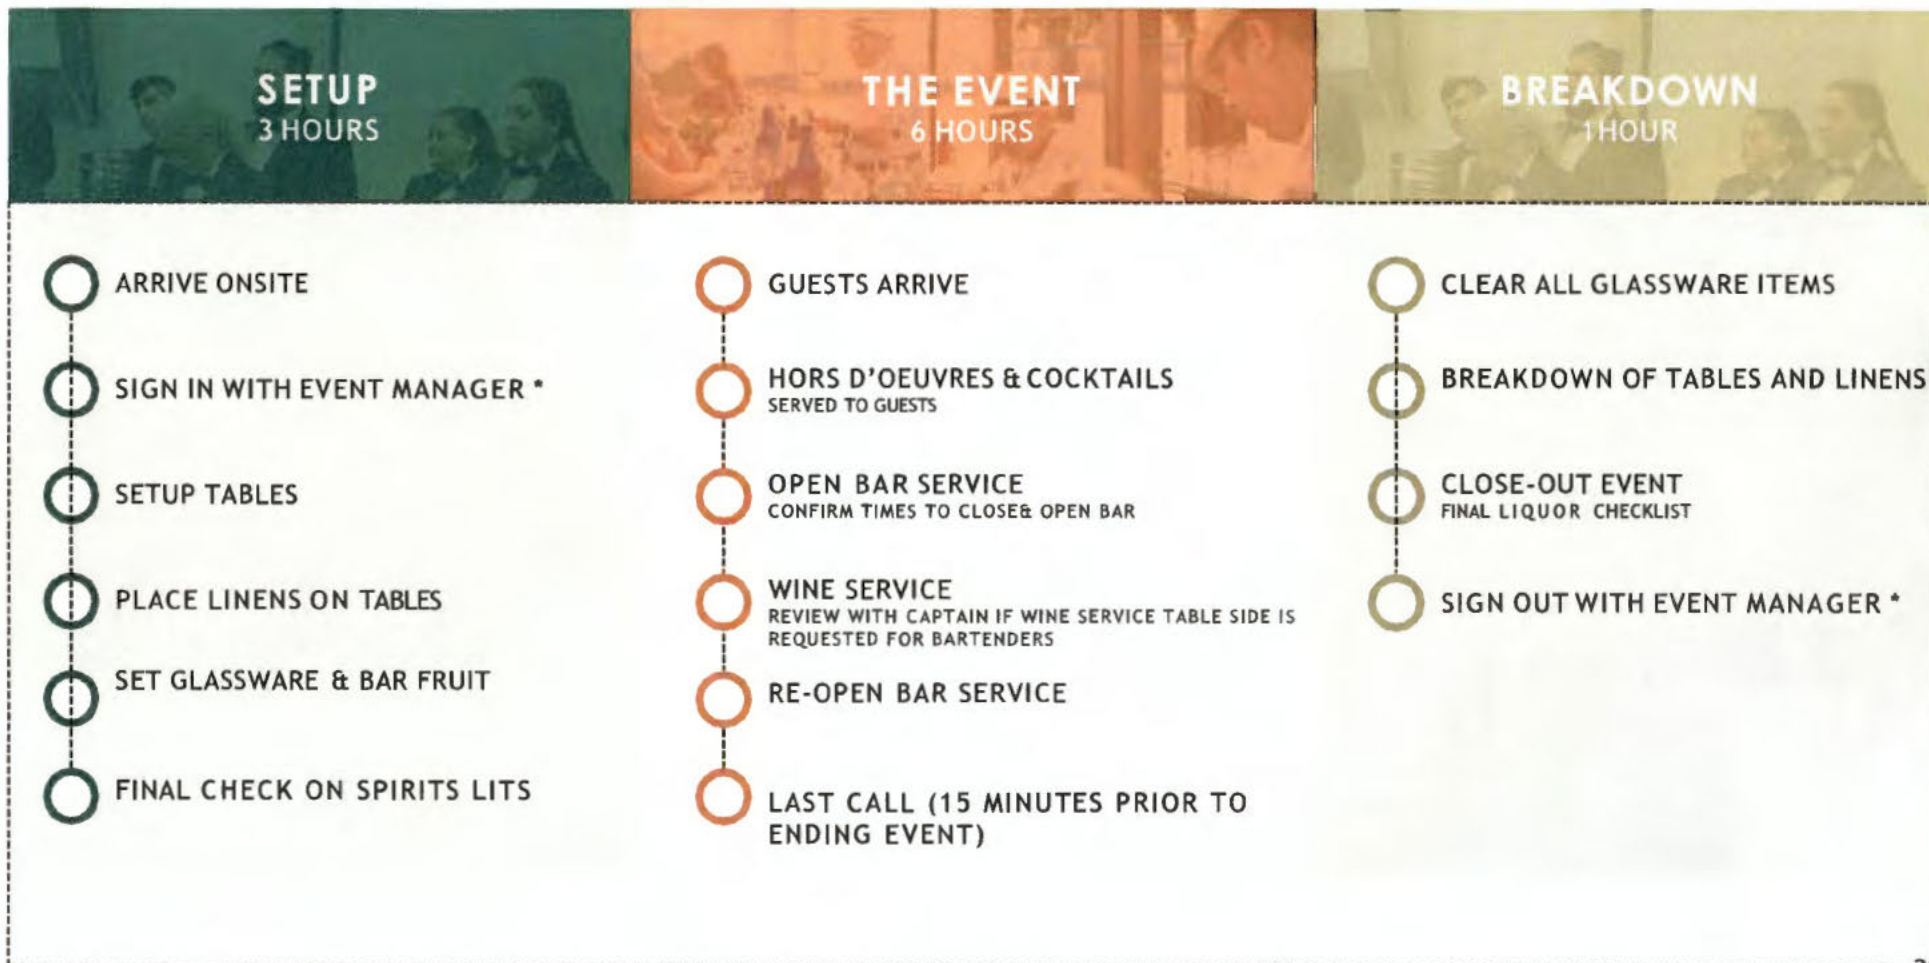 SETUP
3 HOURS
THE EVENT
6 HOURS
BREAKDOWN
1 HOUR
ARRIVE ONSITE
SIGN IN WITH EVENT MANAGER *
SETUP TABLES
PLACE LINENS ON TABLES
SET GLASSWARE & BAR FRUIT
FINAL CHECK ON SPIRITS LITS
GUESTS ARRIVE
HORS D'OEUVRES & COCKTAILS
SERVED TO GUESTS
OPEN BAR SERVICE
CONFIRM TIMES TO CLOSE& OPEN BAR
WINE SERVICE
REVIEW WITH CAPTAIN IF WINE SERVICE TABLE SIDE IS
REQUESTED FOR BARTENDERS
RE-OPEN BAR SERVICE
LAST CALL (15 MINUTES PRIOR TO
ENDING EVENT)
CLEAR ALL GLASSWARE ITEMS
BREAKDOWN OF TABLES AND LINENS
CLOSE-OUT EVENT
FINAL LIQUOR CHECKLIST
SIGN OUT WITH EVENT MANAGER *